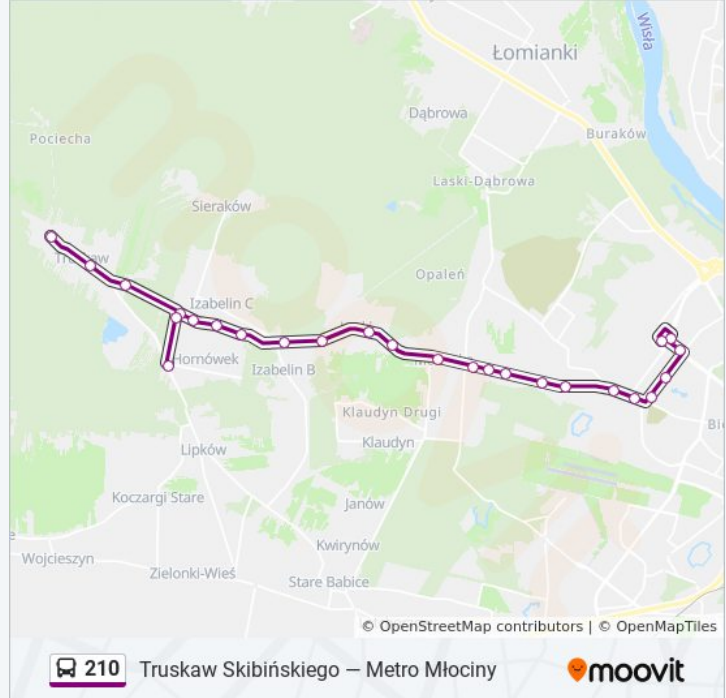 Wisła
Łomianki
Dąbrowa
Buraków
Pociecha
Laski-Dąbrowa
Sieraków
Opaleń
Izabelin C
Hornówek
Izabelin B
Klaudyn Drugi
Klaudyn
Lipków
Koczargi Stare
Janów
Kwirynów
Wojcieszyn
Zielonki-Wieś
Stare Babice
© OpenStreetMap contributors | © OpenMapTiles
210 Truskaw Skibińskiego — Metro Młociny
moovit